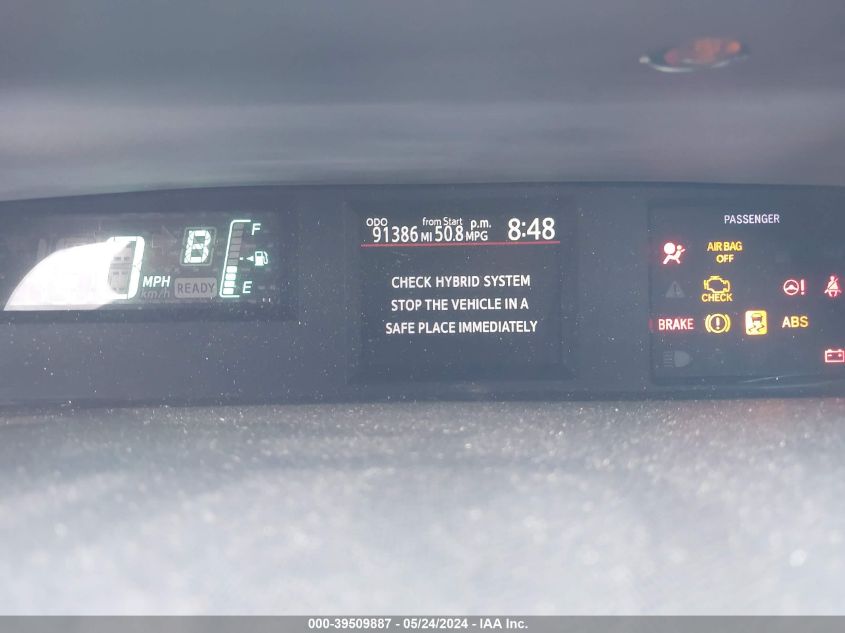 B
MPH
km/h
READY
F
E
ODO
91386 MI
from Start
50.8 MPG
p.m.
8:48
CHECK HYBRID SYSTEM
STOP THE VEHICLE IN A
SAFE PLACE IMMEDIATELY
PASSENGER
AIR BAG
OFF
CHECK
BRAKE
ABS
000-39509887 - 05/24/2024 - IAA Inc.